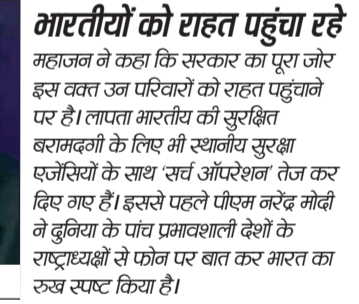 भारतीयों को राहत पहुंचा रहे
महाजन ने कहा कि सरकार का पूरा जोर
इस वक्त उन परिवारों को राहत पहुंचाने
पर है। लापता भारतीय की सुरक्षित
बरामदगी के लिए भी स्थानीय सुरक्षा
एजेंसियों के साथ 'सर्च ऑपरेशन' तेज कर
दिए गए हैं। इससे पहले पीएम नरेंद्र मोदी
ने दुनिया के पांच प्रभावशाली देशों के
राष्ट्राध्यक्षों से फोन पर बात कर भारत का
रुख स्पष्ट किया है।